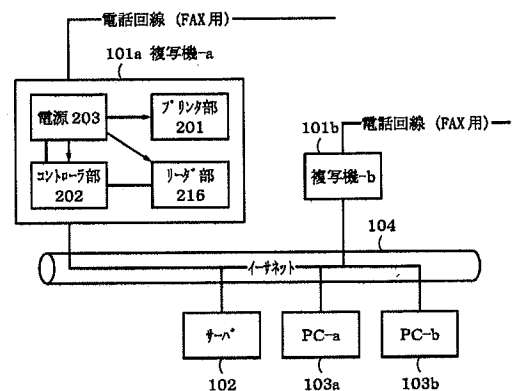 電話回線 (FAX用)
101a 複写機-a
電源 203
プリンタ部
201
コントローラ部
202
リーダ部
216
電話回線 (FAX用)
101b
複写機-b
104
イーサネット
サーバ
PC-a
PC-b
102
103a
103b